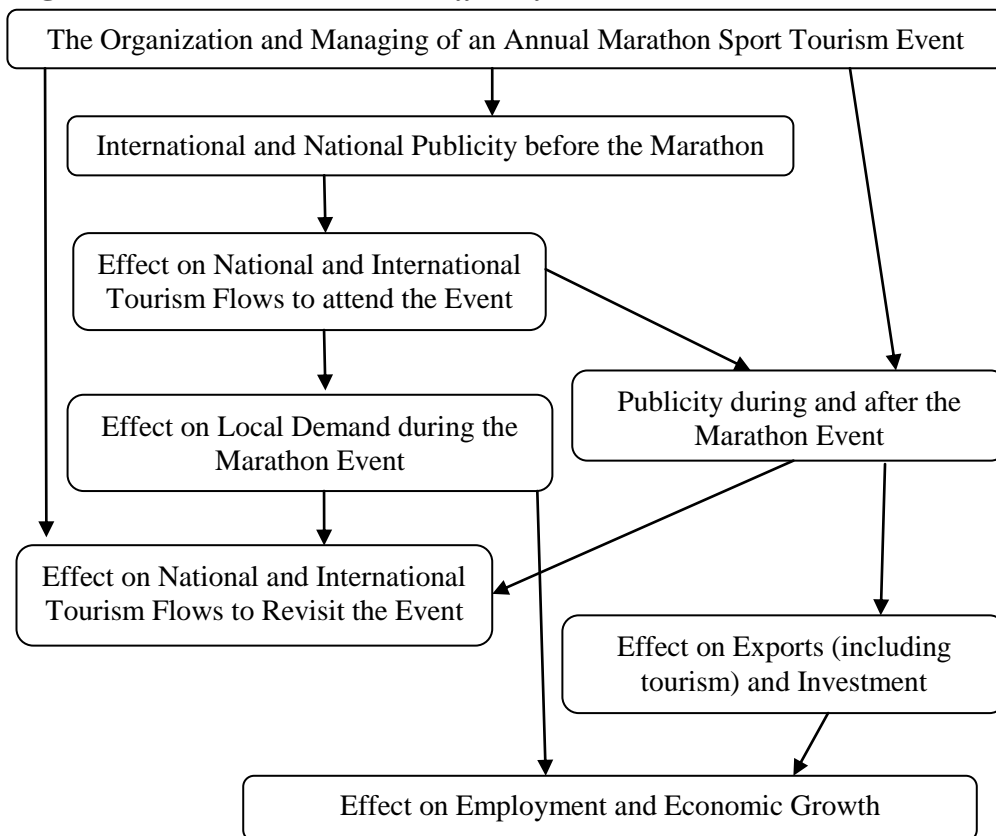 The Organization and Managing of an Annual Marathon Sport Tourism Event
International and National Publicity before the Marathon
Effect on National and International
Tourism Flows to attend the Event
Publicity during and after the
Marathon Event
Effect on Local Demand during the
Marathon Event
Effect on National and International
Tourism Flows to Revisit the Event
Effect on Exports (including
tourism) and Investment
Effect on Employment and Economic Growth